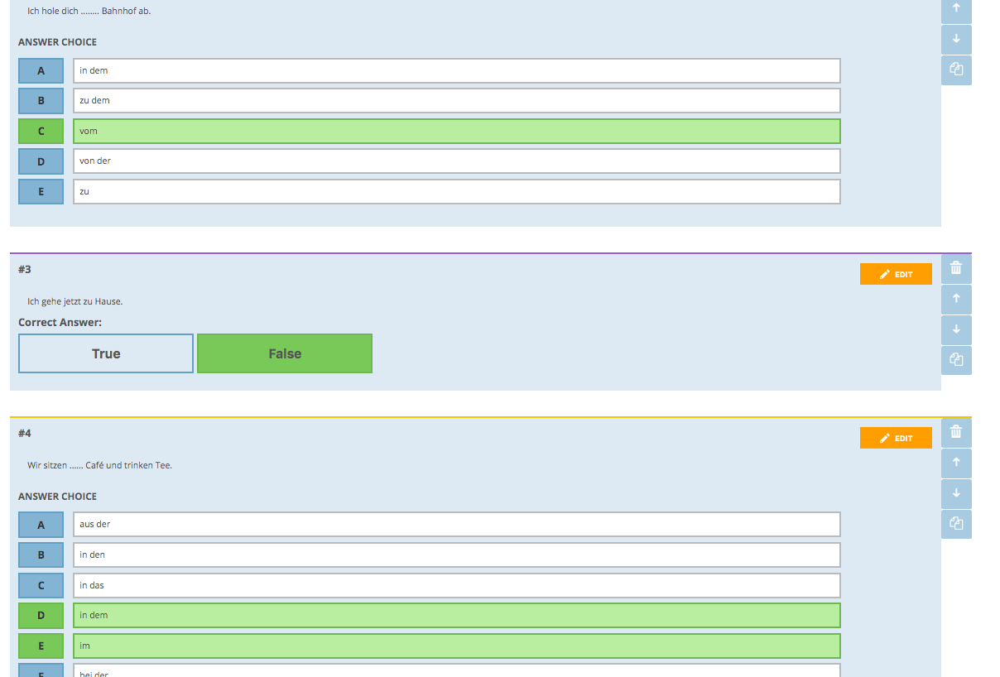 Ich hole dich ........ Bahnhof ab.
ANSWER CHOICE
A in dem
B zu dem
C vom
D von der
E zu
#3
EDIT
Ich gehe jetzt zu Hause.
Correct Answer:
True False
#4
EDIT
Wir sitzen ...... Café und trinken Tee.
ANSWER CHOICE
A aus der
B in den
C in das
D in dem
E im
F bei der